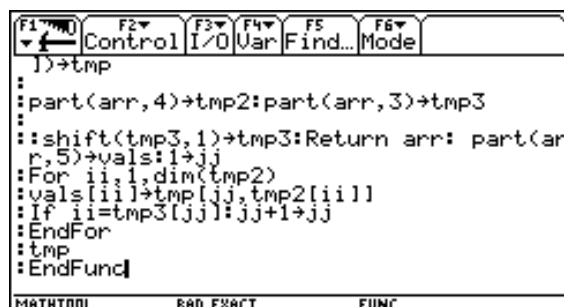 F1 F2 F3 F4 F5 F6
Control I/O Var Find… Mode
])→tmp
:
:part(arr,4)→tmp2:part(arr,3)→tmp3
:
::shift(tmp3,1)→tmp3:Return arr: part(ar
r,5)→vals:1→jj
:For ii,1,dim(tmp2)
:vals[ii]→tmp[jj,tmp2[ii]]
:If ii=tmp3[jj]:jj+1→jj
:EndFor
:tmp
:EndFunc
MATHTOOL RAD EXACT FUNC